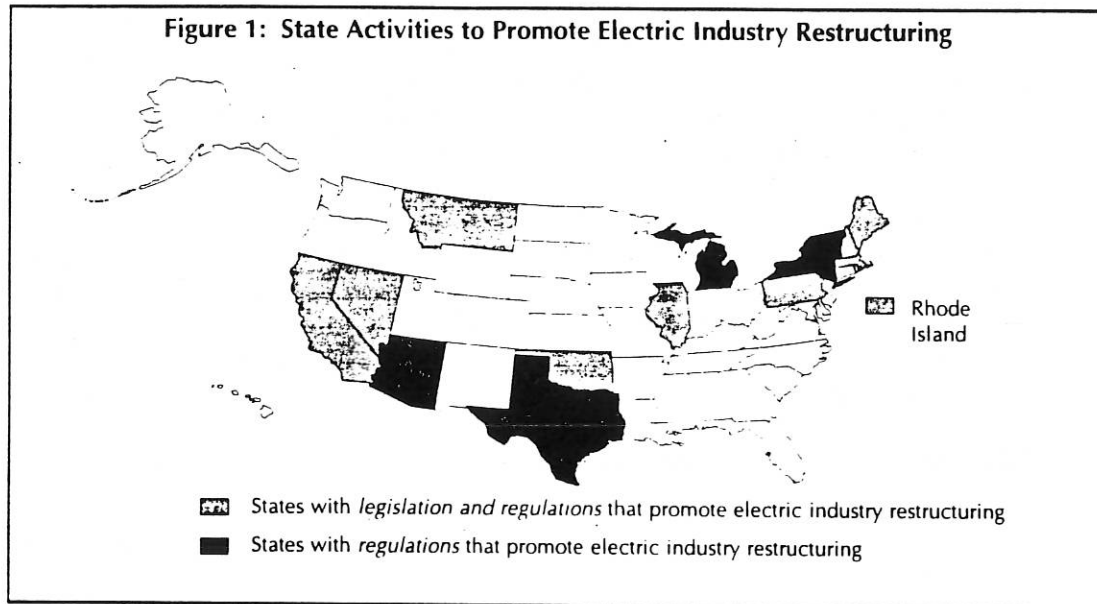 Figure 1: State Activities to Promote Electric Industry Restructuring
Rhode
Island
States with legislation and regulations that promote electric industry restructuring
States with regulations that promote electric industry restructuring